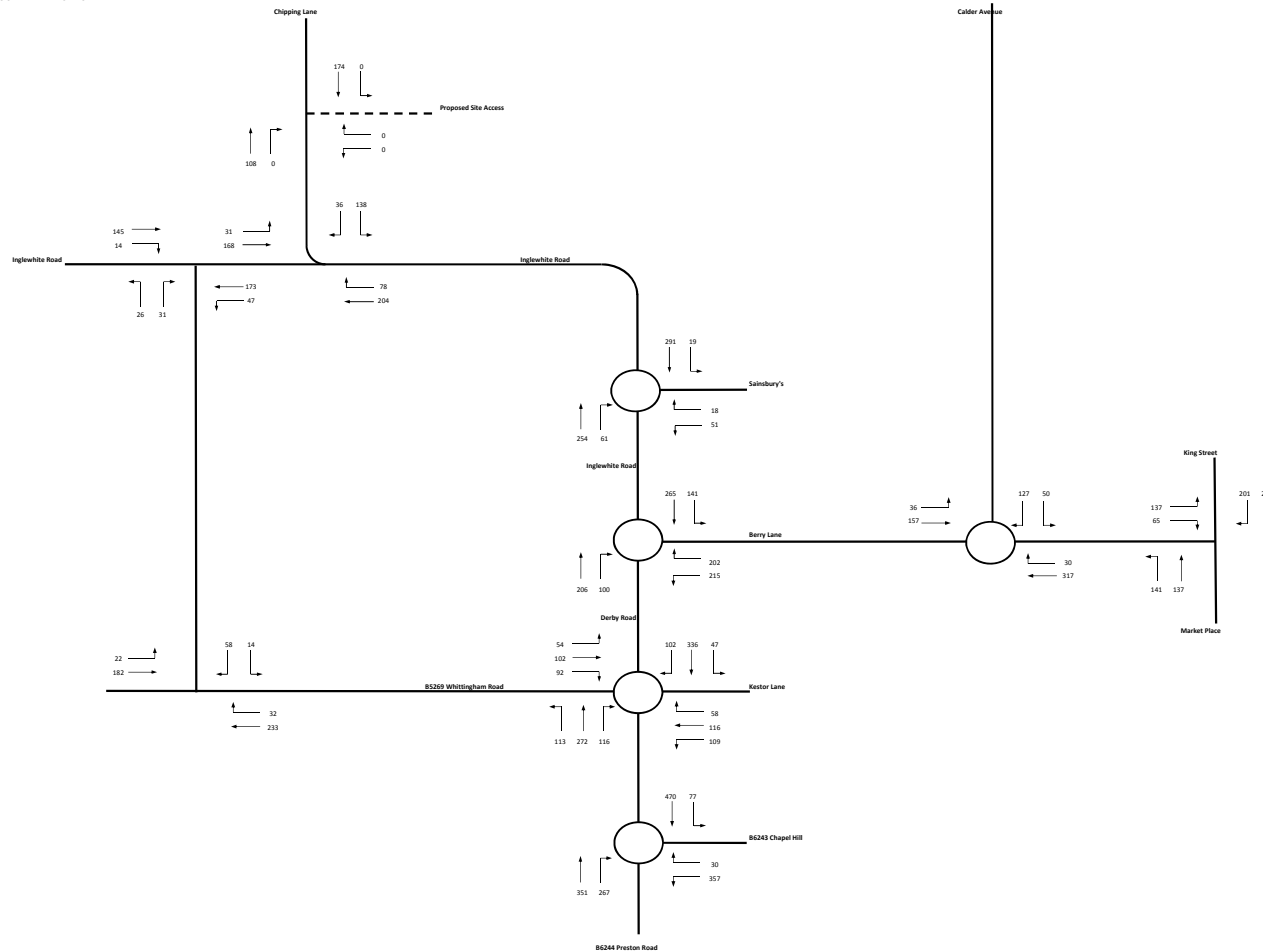 Chipping Lane
Calder Avenue
174 0
Proposed Site Access
0
108 0
0
36 138
145
31
14
168
Inglewhite Road
Inglewhite Road
173
78
47
204
26 31
291 19
Sainsbury's
18
51
254 61
King Street
Inglewhite Road
265 141
127 50
201
36
137
157
65
Berry Lane
202
30
215
317
206 100
141 137
Derby Road
Market Place
54
58 14
102 336 47
22
102
182
92
B5269 Whittingham Road
Kestor Lane
32
58
233
116
113 272 116
109
470 77
B6243 Chapel Hill
30
357
351 267
B6244 Preston Road